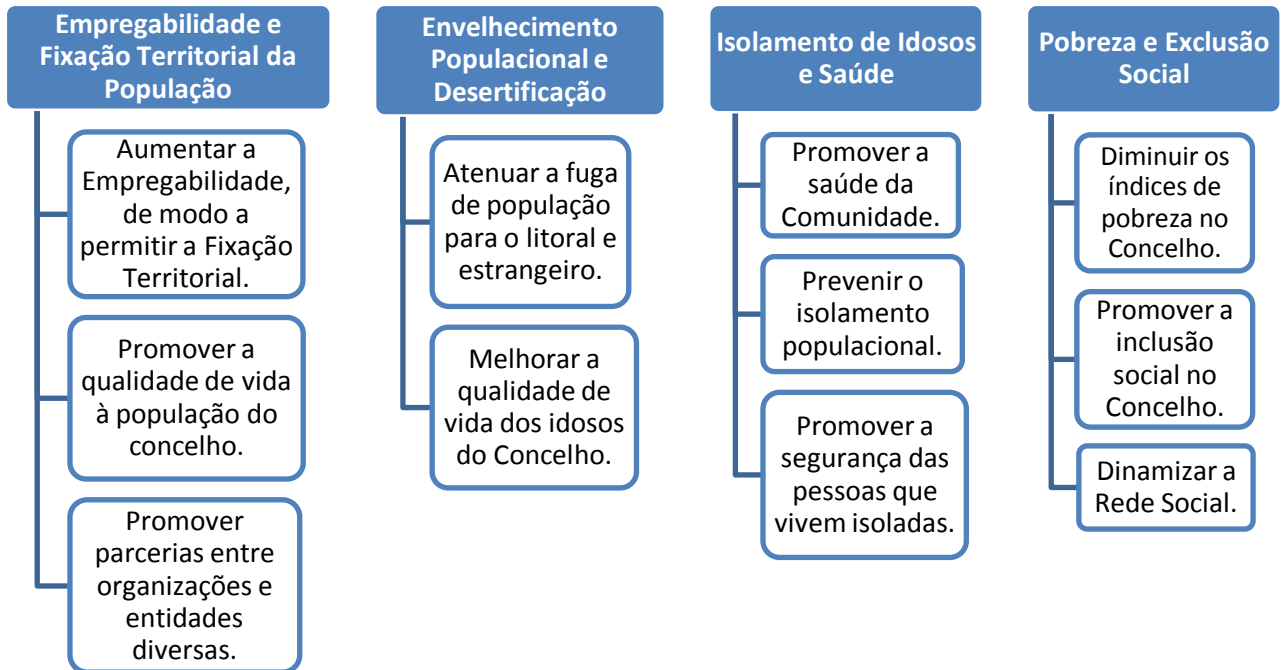 Empregabilidade e
Fixação Territorial da
População
Aumentar a
Empregabilidade,
de modo a
permitir a Fixação
Territorial.
Promover a
qualidade de vida
à população do
concelho.
Promover
parcerias entre
organizações e
entidades
diversas.
Envelhecimento
Populacional e
Desertificação
Atenuar a fuga
de população
para o litoral e
estrangeiro.
Melhorar a
qualidade de
vida dos idosos
do Concelho.
Isolamento de Idosos
e Saúde
Promover a
saúde da
Comunidade.
Prevenir o
isolamento
populacional.
Promover a
segurança das
pessoas que
vivem isoladas.
Pobreza e Exclusão
Social
Diminuir os
índices de
pobreza no
Concelho.
Promover a
inclusão
social no
Concelho.
Dinamizar a
Rede Social.